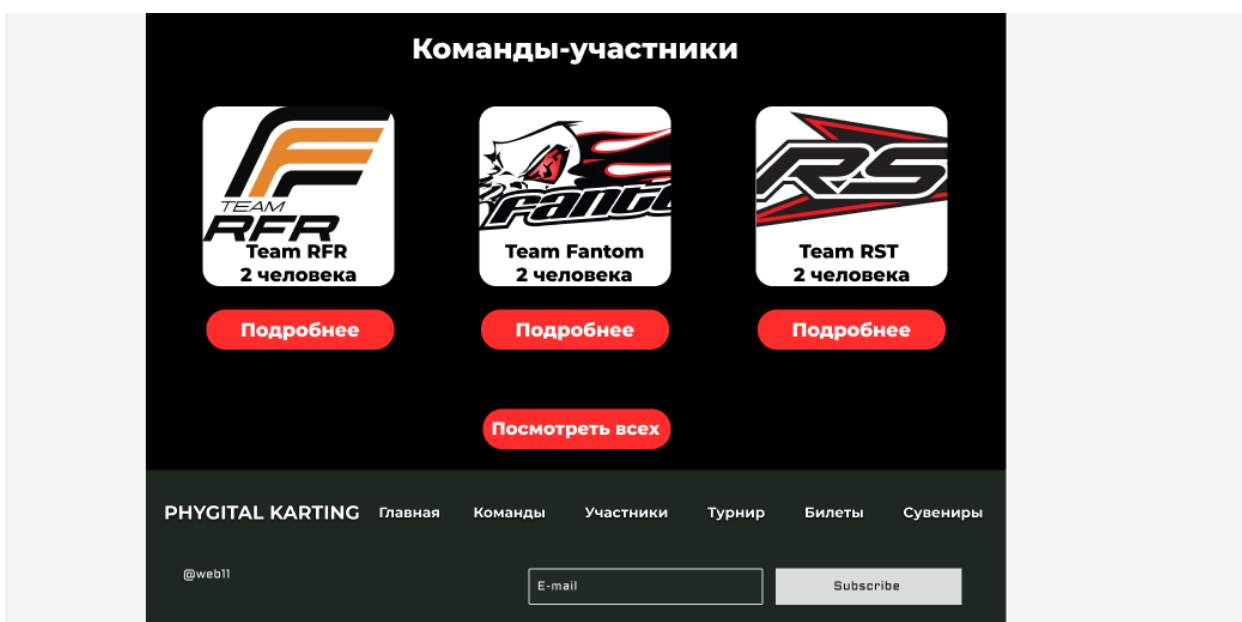 Команды-участники
TEAM
RFR
Team RFR
2 человека
Fanto
Team Fantom
2 человека
RS
Team RST
2 человека
Подробнее
Подробнее
Подробнее
Посмотреть всех
PHYGITAL KARTING Главная Команды Участники Турнир Билеты Сувениры
@web11
E-mail
Subscribe